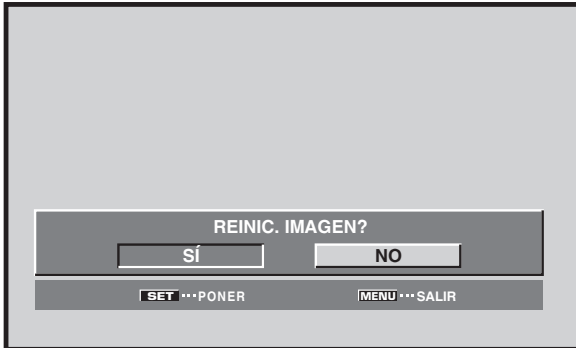 REINIC. IMAGEN?
SÍ NO
SET ···PONER MENU ···SALIR